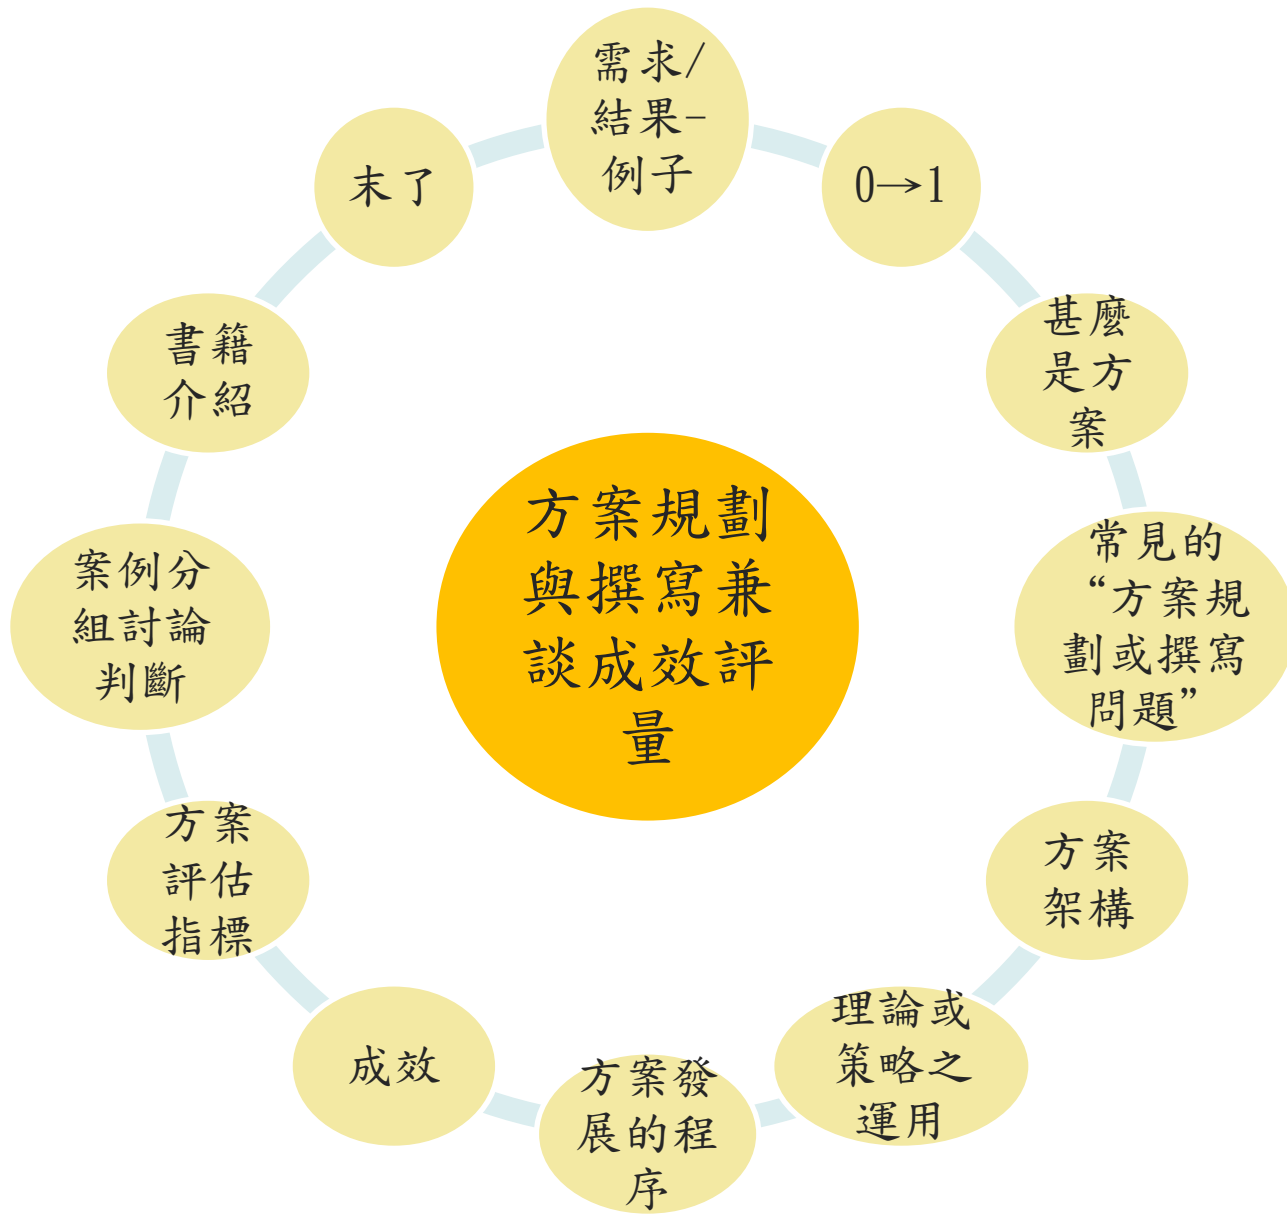 需求/
結果-
例子
0→1
甚麼
是方
案
常見的
“方案規
劃或撰寫
問題”
方案
架構
理論或
策略之
運用
方案發
展的程
序
成效
方案
評估
指標
案例分
組討論
判斷
書籍
介紹
末了
方案規劃
與撰寫兼
談成效評
量